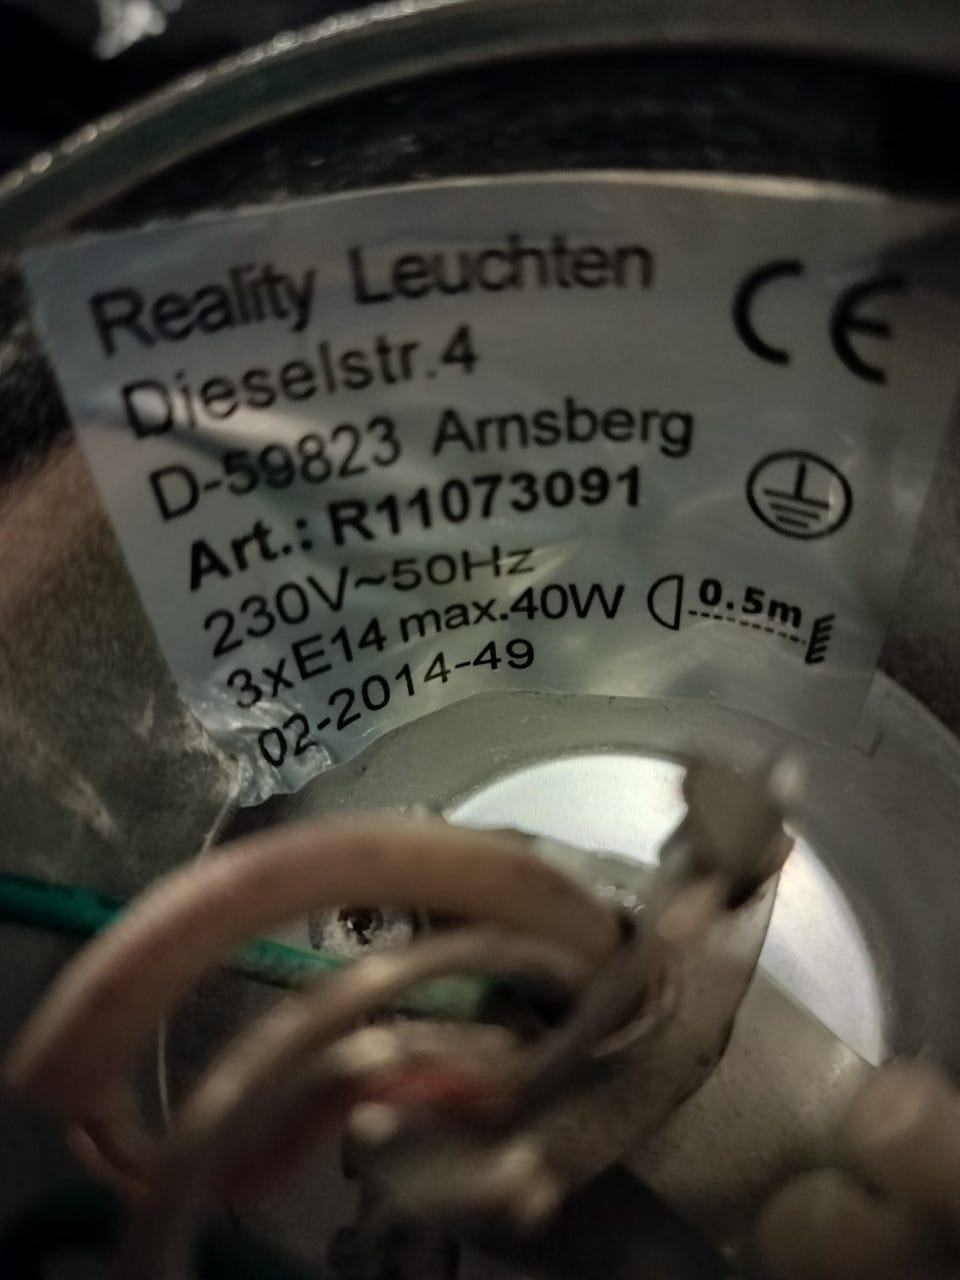 Reality Leuchten
CE
Dieselstr.4
D-59823 Arnsberg
Art.: R11073091
230V~50Hz
3xE14 max.40W
0.5m
02-2014-49